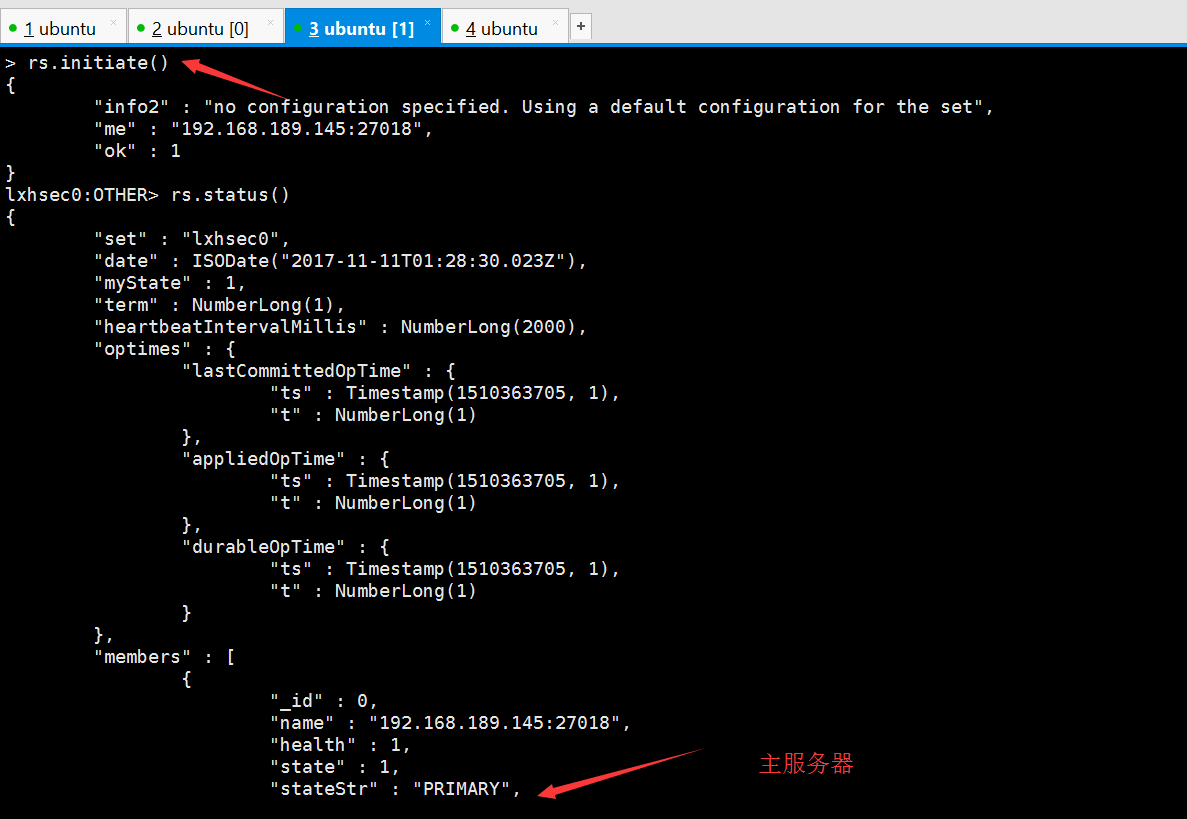 1 ubuntu × 2 ubuntu [0] × 3 ubuntu [1] × 4 ubuntu × +
> rs.initiate()
{
"info2" : "no configuration specified. Using a default configuration for the set",
"me" : "192.168.189.145:27018",
"ok" : 1
}
lxhsec0:OTHER> rs.status()
{
"set" : "lxhsec0",
"date" : ISODate("2017-11-11T01:28:30.023Z"),
"myState" : 1,
"term" : NumberLong(1),
"heartbeatIntervalMillis" : NumberLong(2000),
"optimes" : {
"lastCommittedOpTime" : {
"ts" : Timestamp(1510363705, 1),
"t" : NumberLong(1)
},
"appliedOpTime" : {
"ts" : Timestamp(1510363705, 1),
"t" : NumberLong(1)
},
"durableOpTime" : {
"ts" : Timestamp(1510363705, 1),
"t" : NumberLong(1)
}
},
"members" : [
{
"_id" : 0,
"name" : "192.168.189.145:27018",
"health" : 1,
"state" : 1,
主服务器
"stateStr" : "PRIMARY",